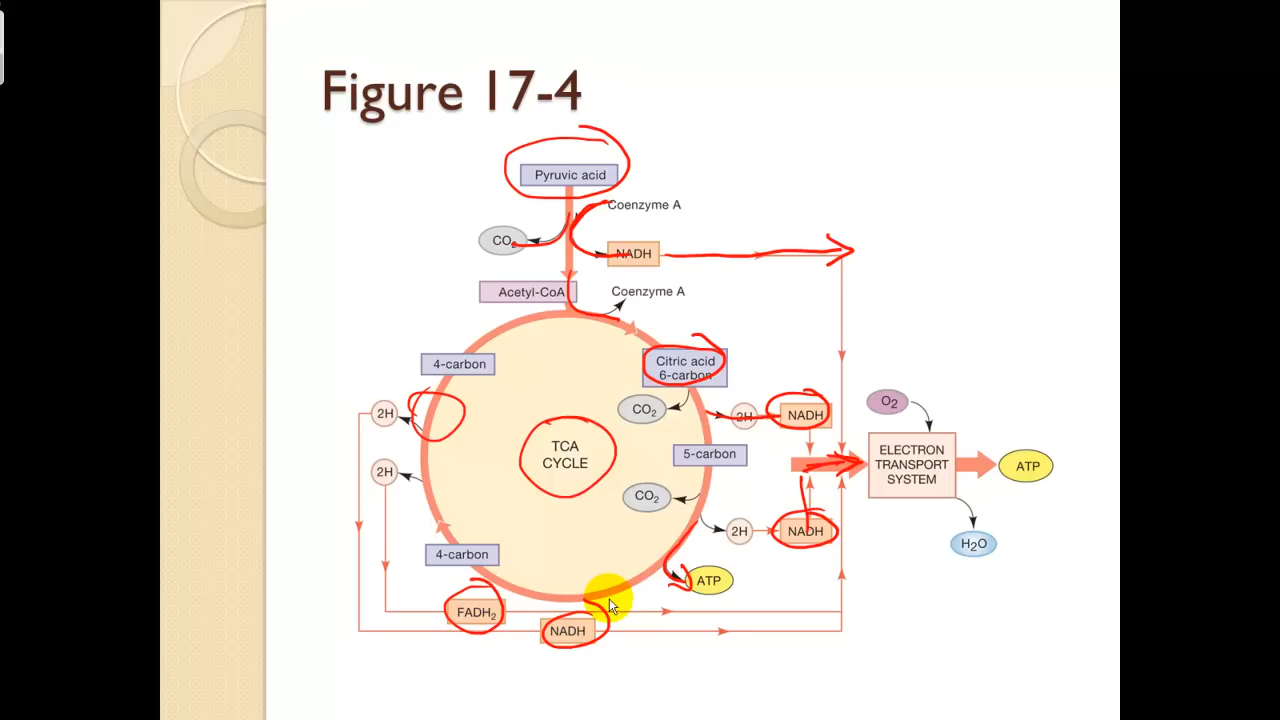 Figure 17-4
Pyruvic acid
Coenzyme A
CO2
NADH
Acetyl-CoA
Coenzyme A
4-carbon
Citric acid
6-carbon
CO2
2H
NADH
2H
O2
TCA
CYCLE
5-carbon
ELECTRON
TRANSPORT
SYSTEM
ATP
2H
CO2
2H
NADH
H2O
4-carbon
ATP
FADH2
NADH